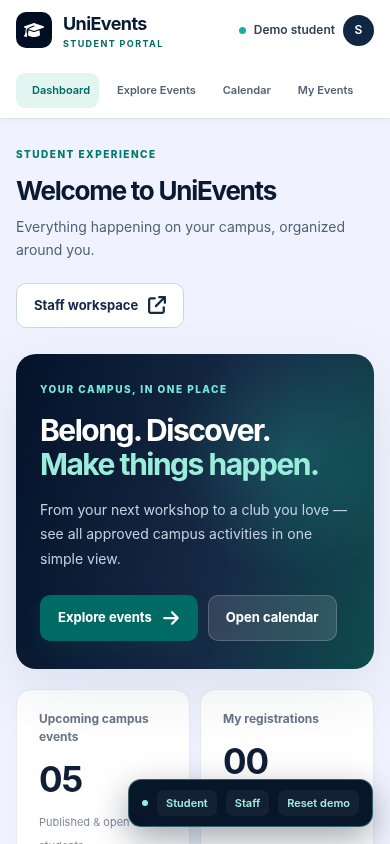 UniEvents
STUDENT PORTAL
Demo student
S
Dashboard
Explore Events
Calendar
My Events
STUDENT EXPERIENCE
Welcome to UniEvents
Everything happening on your campus, organized
around you.
Staff workspace
YOUR CAMPUS, IN ONE PLACE
Belong. Discover.
Make things happen.
From your next workshop to a club you love —
see all approved campus activities in one
simple view.
Explore events
Open calendar
Upcoming campus
events
05
Published & open
students
My registrations
00
Student
Staff
Reset demo